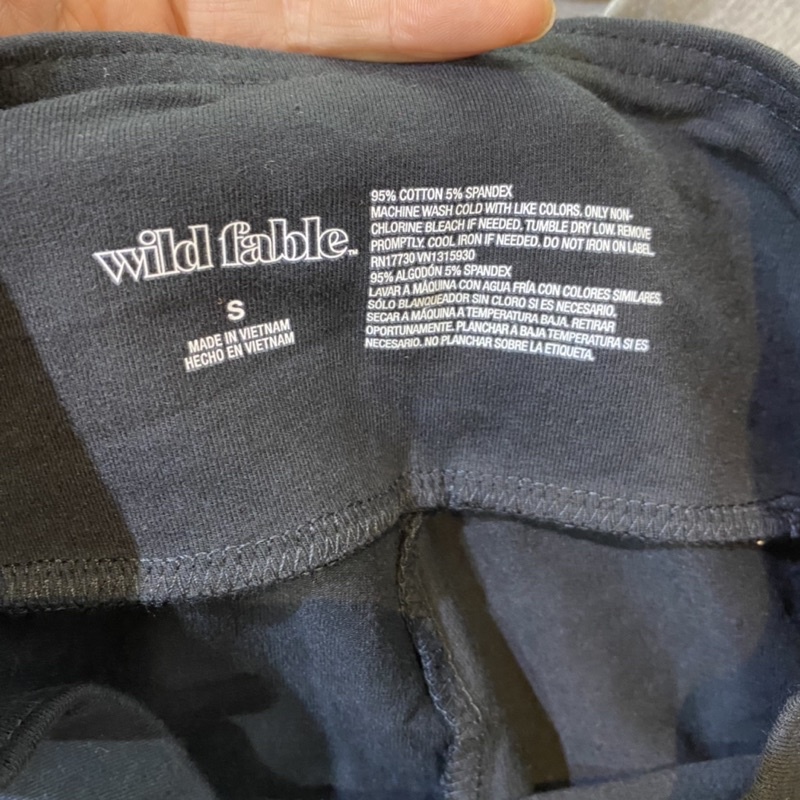 wild fable™
S
MADE IN VIETNAM
HECHO EN VIETNAM
95% COTTON 5% SPANDEX
MACHINE WASH COLD WITH LIKE COLORS. ONLY NON-
CHLORINE BLEACH IF NEEDED, TUMBLE DRY LOW. REMOVE
PROMPTLY. COOL IRON IF NEEDED. DO NOT IRON ON LABEL.
RN17730 VN1315930
95% ALGODÓN 5% SPANDEX
LAVAR A MÁQUINA CON AGUA FRÍA CON COLORES SIMILARES.
SÓLO BLANQUEADOR SIN CLORO SI ES NECESARIO.
SECAR A MÁQUINA A TEMPERATURA BAJA. RETIRAR
OPORTUNAMENTE. PLANCHAR A BAJA TEMPERATURA SI ES
NECESARIO. NO PLANCHAR SOBRE LA ETIQUETA.